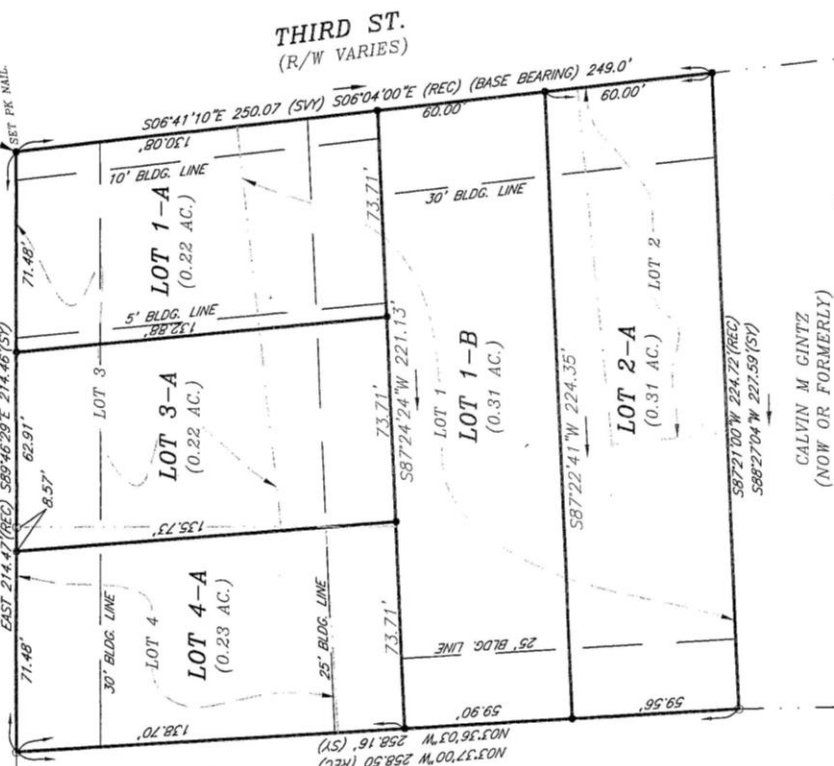 THIRD ST.
(R/W VARIES)
SET PK NAIL.
S06°41'10"E 250.07 (SVY) S06°04'00"E (REC) (BASE BEARING) 249.0'
130.08'
60.00'
60.00'
10' BLDG. LINE
30' BLDG. LINE
LOT 1-A
(0.22 AC.)
71.48'
73.71'
5' BLDG. LINE
132.88'
EAST 214.47'(REC) S89°46'29"E 214.46'(SY)
LOT 3
LOT 3-A
(0.22 AC.)
62.91'
8.57'
73.71'
S87°24'24"W 221.13'
135.73'
LOT 1
LOT 1-B
(0.31 AC.)
S87°22'41"W 224.35'
LOT 2
LOT 2-A
(0.31 AC.)
S87°21'00"W 224.72'(REC)
S88°27'04"W 227.59'(SY)
CALVIN M GINTZ
(NOW OR FORMERLY)
LOT 4-A
(0.23 AC.)
71.48'
30' BLDG. LINE
LOT 4
25' BLDG. LINE
73.71'
25' BLDG. LINE
138.70'
59.90'
59.56'
N03°36'03"W 258.16' (SY)
N03°37'00"W 258.50 (REC)